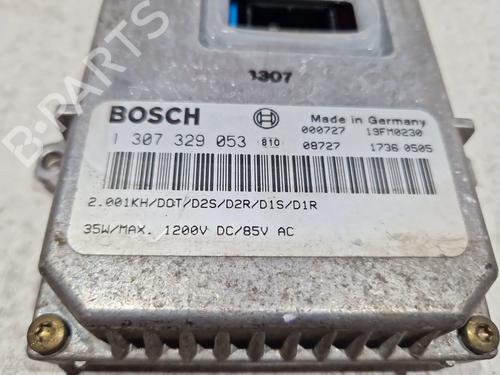 1307
BOSCH
Made in Germany
1 307 329 053 810
000727 19FM0230
08727 1736 0505
2.001KH/DOT/D2S/D2R/D1S/D1R
35W/MAX. 1200V DC/85V AC
B-PARTS